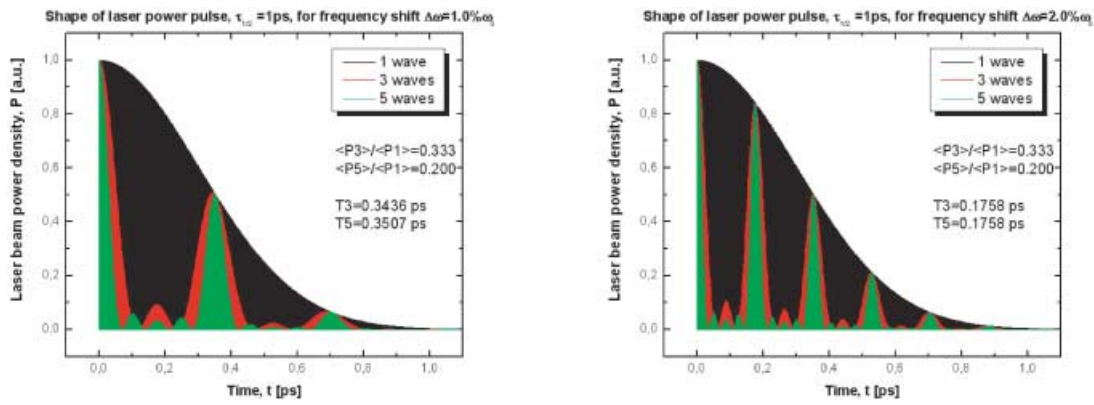 Shape of laser power pulse, τ1/2 =1ps, for frequency shift Δω=1.0%ω0
1 wave
3 waves
5 waves
<P3>/<P1>=0.333
<P5>/<P1>=0.200
T3=0.3436 ps
T5=0.3507 ps
Laser beam power density, P [a.u.]
1,0
0,8
0,6
0,4
0,2
0,0
0,0 0,2 0,4 0,6 0,8 1,0
Time, t [ps]
Shape of laser power pulse, τ1/2 =1ps, for frequency shift Δω=2.0%ω0
1 wave
3 waves
5 waves
<P3>/<P1>=0.333
<P5>/<P1>=0.200
T3=0.1758 ps
T5=0.1758 ps
Laser beam power density, P [a.u.]
1,0
0,8
0,6
0,4
0,2
0,0
0,0 0,2 0,4 0,6 0,8 1,0
Time, t [ps]